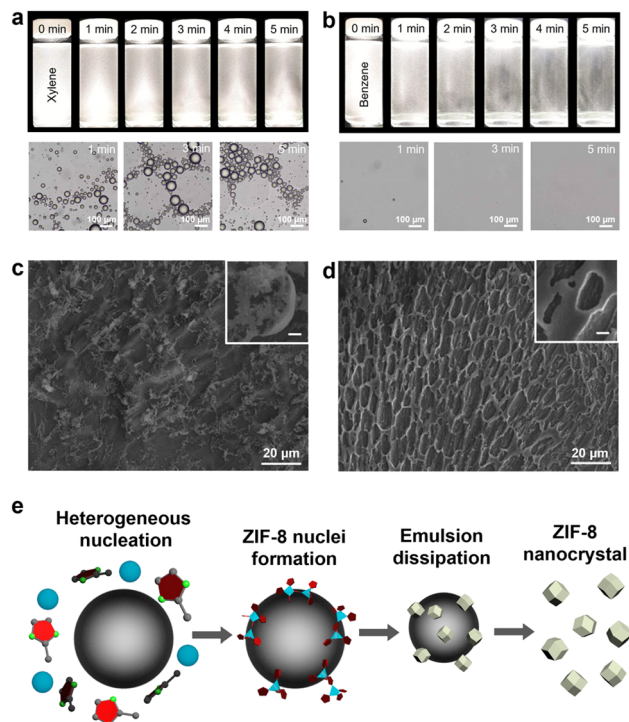 a
0 min 1 min 2 min 3 min 4 min 5 min
Xylene
1 min 3 min 5 min
100 μm 100 μm 100 μm
b
0 min 1 min 2 min 3 min 4 min 5 min
Benzene
1 min 3 min 5 min
100 μm 100 μm 100 μm
c
20 μm
d
20 μm
e
Heterogeneous
nucleation
ZIF-8 nuclei
formation
Emulsion
dissipation
ZIF-8
nanocrystal